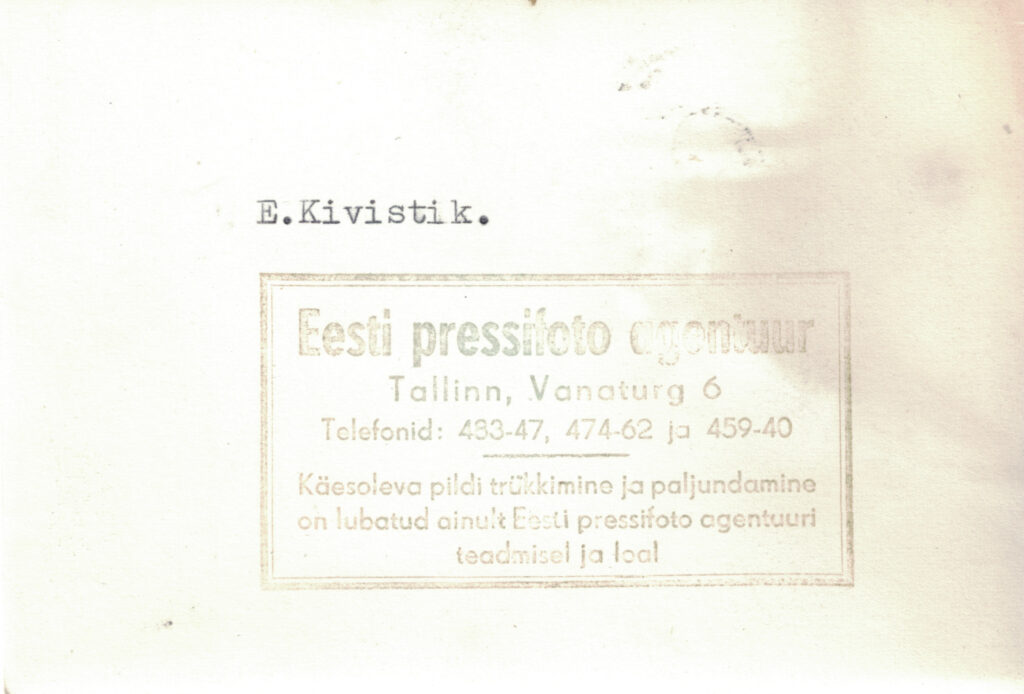 E.Kivistik.
Eesti pressifoto agentuur
Tallinn, Vanaturg 6
Telefonid: 433-47, 474-62 ja 459-40
Käesoleva pildi trükkimine ja paljundamine
on lubatud ainult Eesti pressifoto agentuuri
teadmisel ja loal